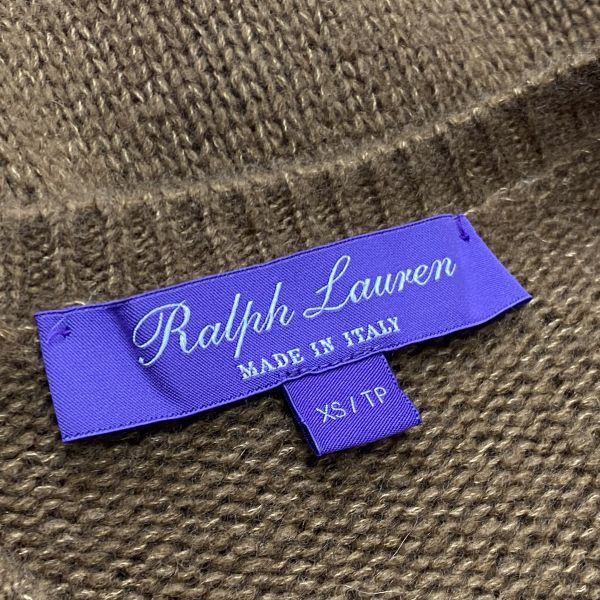 Ralph Lauren
MADE IN ITALY
XS / TP